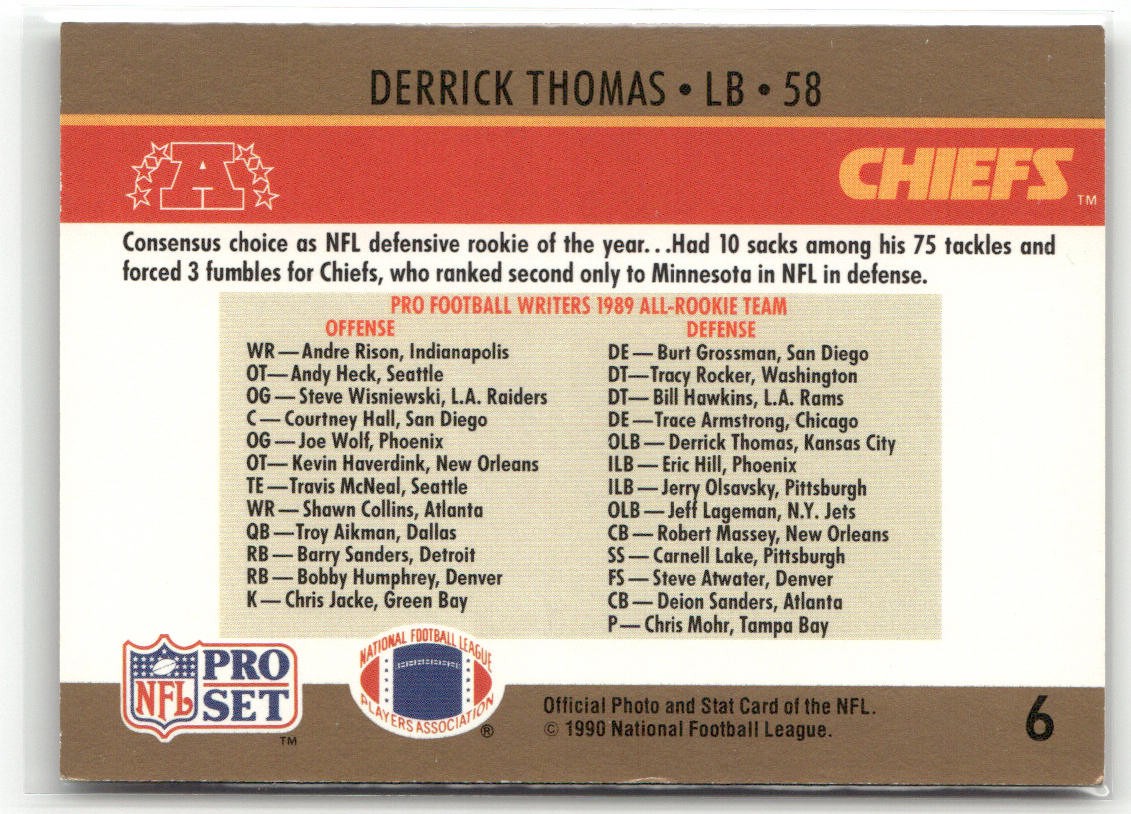 DERRICK THOMAS • LB • 58
A
CHIEFS
TM
Consensus choice as NFL defensive rookie of the year...Had 10 sacks among his 75 tackles and
forced 3 fumbles for Chiefs, who ranked second only to Minnesota in NFL in defense.
PRO FOOTBALL WRITERS 1989 ALL-ROOKIE TEAM
OFFENSE
WR—Andre Rison, Indianapolis
OT—Andy Heck, Seattle
OG—Steve Wisniewski, L.A. Raiders
C—Courtney Hall, San Diego
OG—Joe Wolf, Phoenix
OT—Kevin Haverdink, New Orleans
TE—Travis McNeal, Seattle
WR—Shawn Collins, Atlanta
QB—Troy Aikman, Dallas
RB—Barry Sanders, Detroit
RB—Bobby Humphrey, Denver
K—Chris Jacke, Green Bay
DEFENSE
DE—Burt Grossman, San Diego
DT—Tracy Rocker, Washington
DT—Bill Hawkins, L.A. Rams
DE—Trace Armstrong, Chicago
OLB—Derrick Thomas, Kansas City
ILB—Eric Hill, Phoenix
ILB—Jerry Olsavsky, Pittsburgh
OLB—Jeff Lageman, N.Y. Jets
CB—Robert Massey, New Orleans
SS—Carnell Lake, Pittsburgh
FS—Steve Atwater, Denver
CB—Deion Sanders, Atlanta
P—Chris Mohr, Tampa Bay
NFL
PRO
SET
TM
NATIONAL FOOTBALL LEAGUE
PLAYERS ASSOCIATION
®
Official Photo and Stat Card of the NFL.
© 1990 National Football League.
6